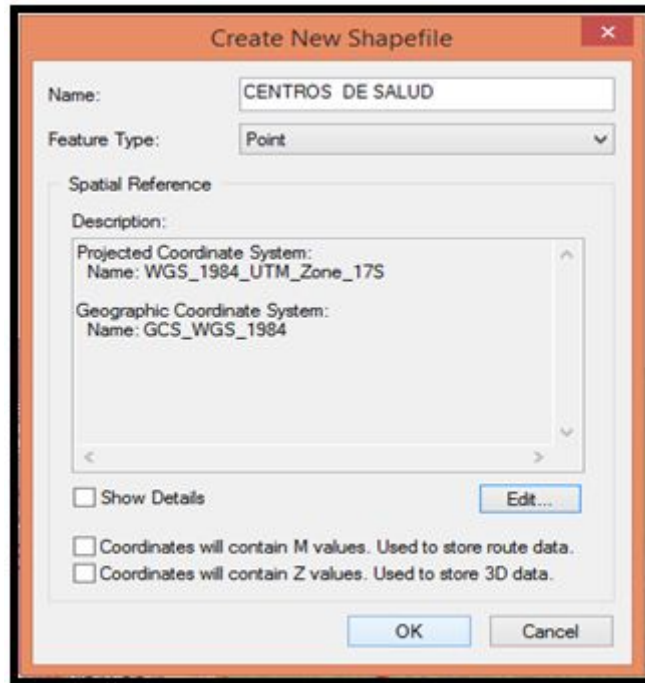 Create New Shapefile
Name: CENTROS DE SALUD
Feature Type: Point
Spatial Reference
Description:
Projected Coordinate System:
Name: WGS_1984_UTM_Zone_17S
Geographic Coordinate System:
Name: GCS_WGS_1984
Show Details
Edit...
Coordinates will contain M values. Used to store route data.
Coordinates will contain Z values. Used to store 3D data.
OK Cancel